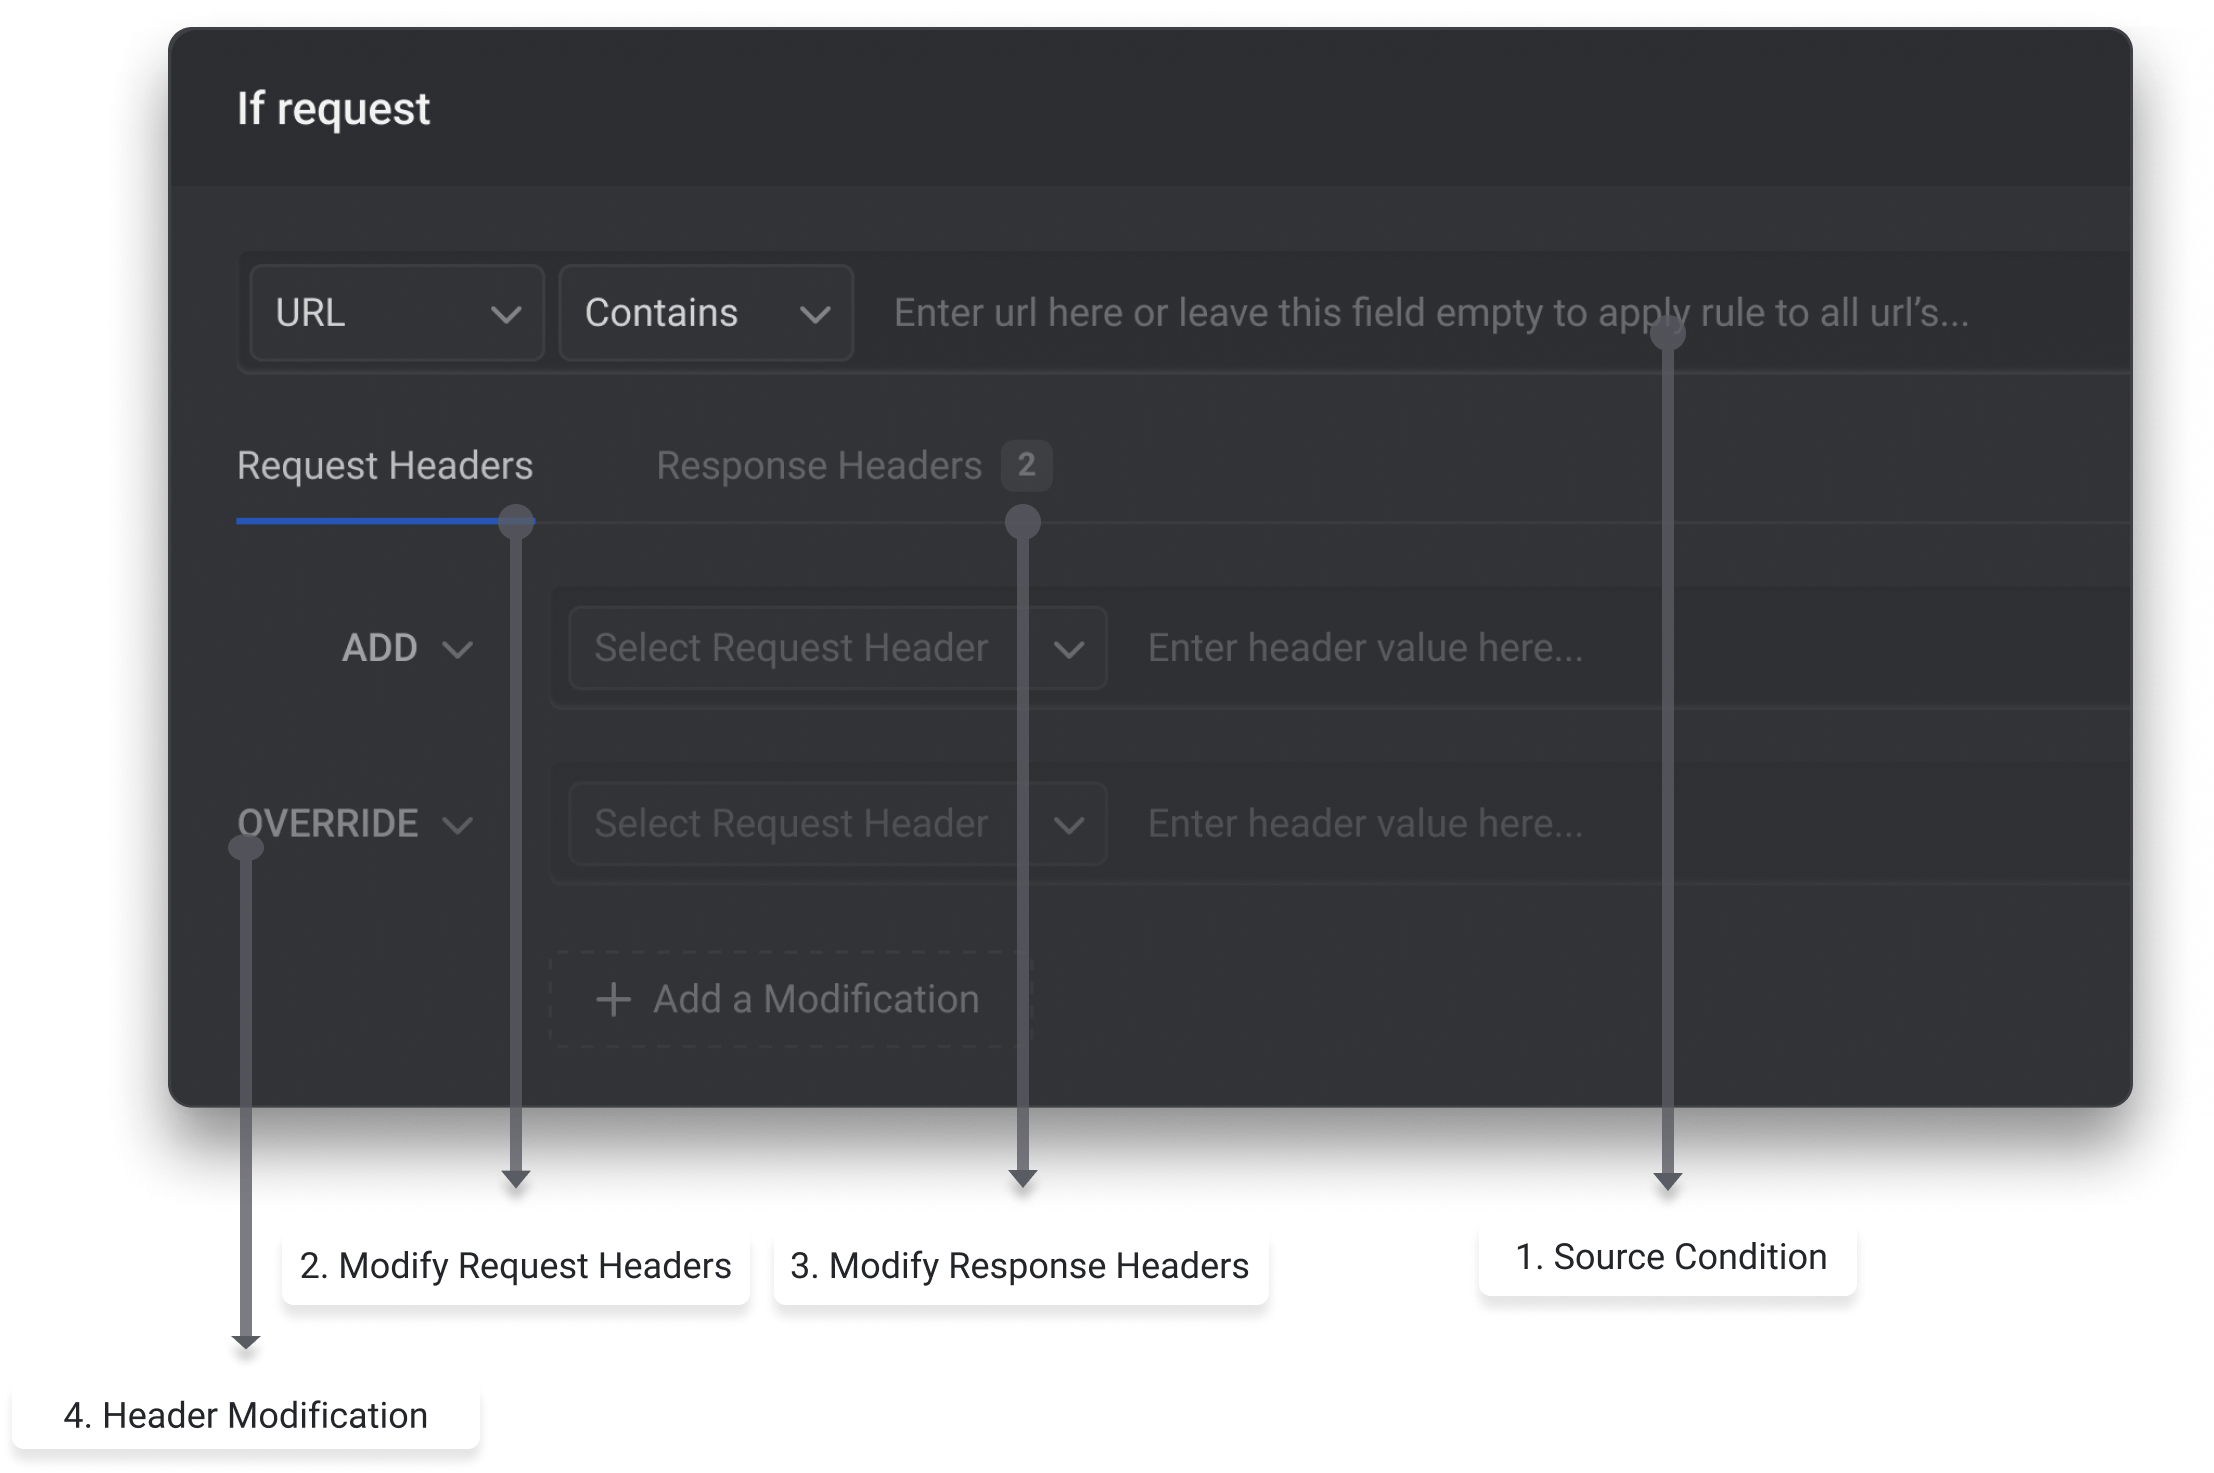 If request
URL
Contains
Enter url here or leave this field empty to apply rule to all url’s...
Request Headers
Response Headers
2
ADD
Select Request Header
Enter header value here...
OVERRIDE
Select Request Header
Enter header value here...
+ Add a Modification
2. Modify Request Headers
3. Modify Response Headers
1. Source Condition
4. Header Modification